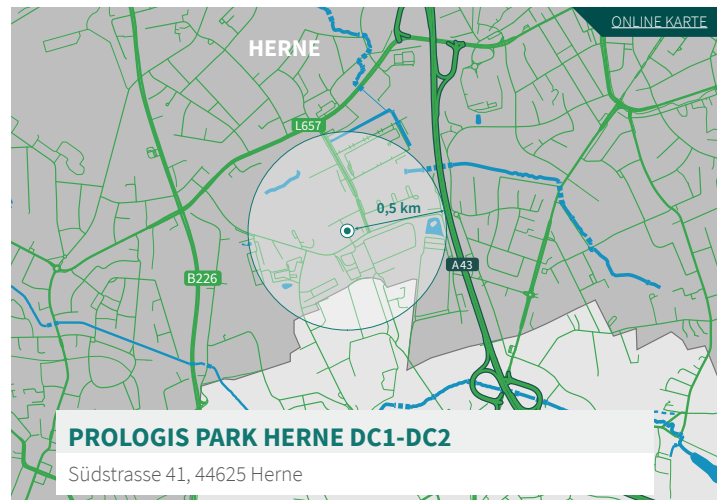 ONLINE KARTE
HERNE
L657
0,5 km
A43
B226
PROLOGIS PARK HERNE DC1-DC2
Südstrasse 41, 44625 Herne